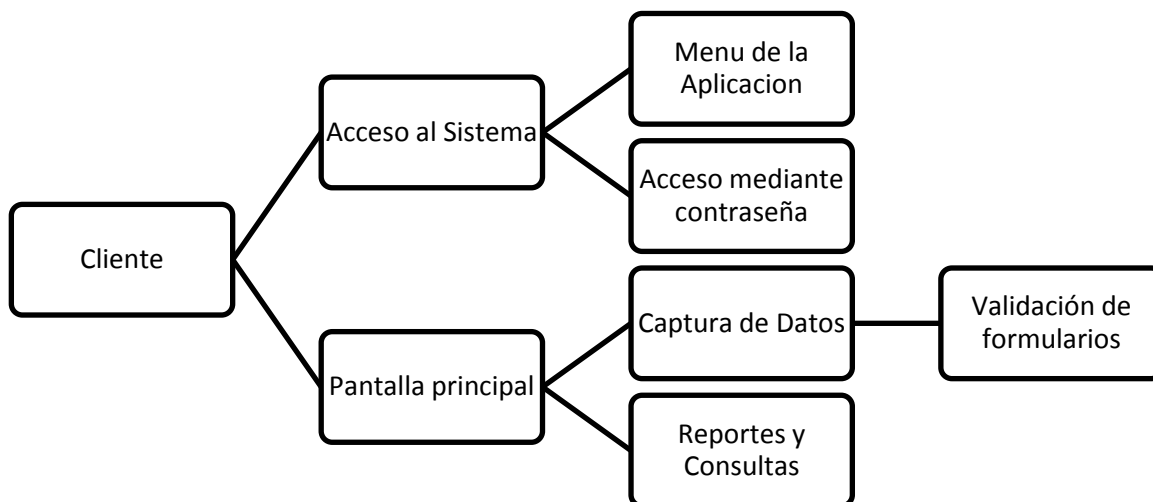 Menu de la
Aplicacion
Acceso al Sistema
Acceso mediante
contraseña
Cliente
Captura de Datos
Validación de
formularios
Pantalla principal
Reportes y
Consultas